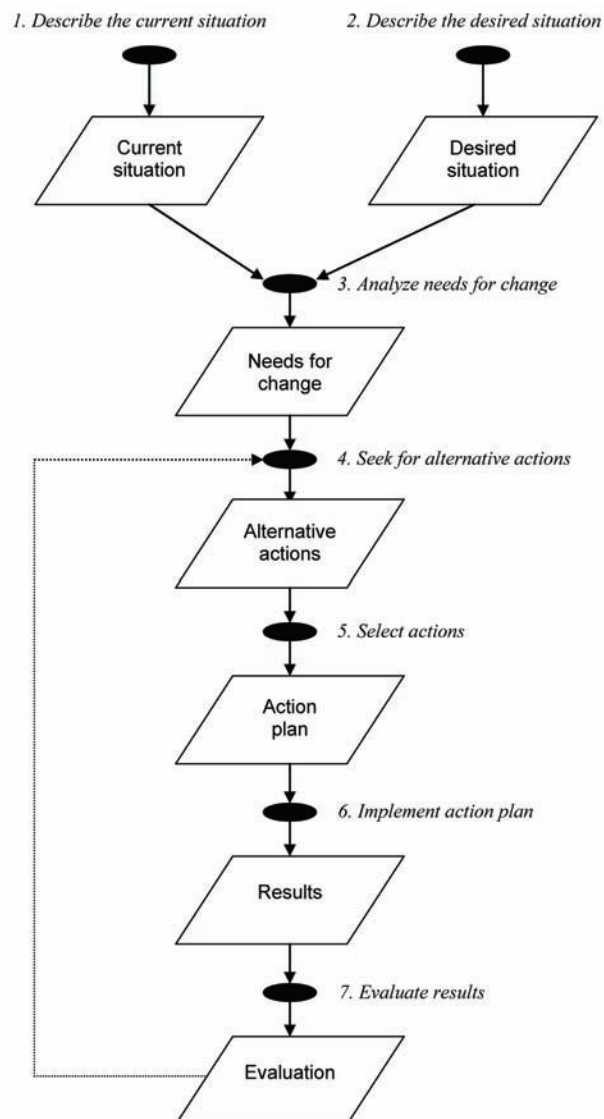 1. Describe the current situation
2. Describe the desired situation
Current
situation
Desired
situation
3. Analyze needs for change
Needs for
change
4. Seek for alternative actions
Alternative
actions
5. Select actions
Action
plan
6. Implement action plan
Results
7. Evaluate results
Evaluation